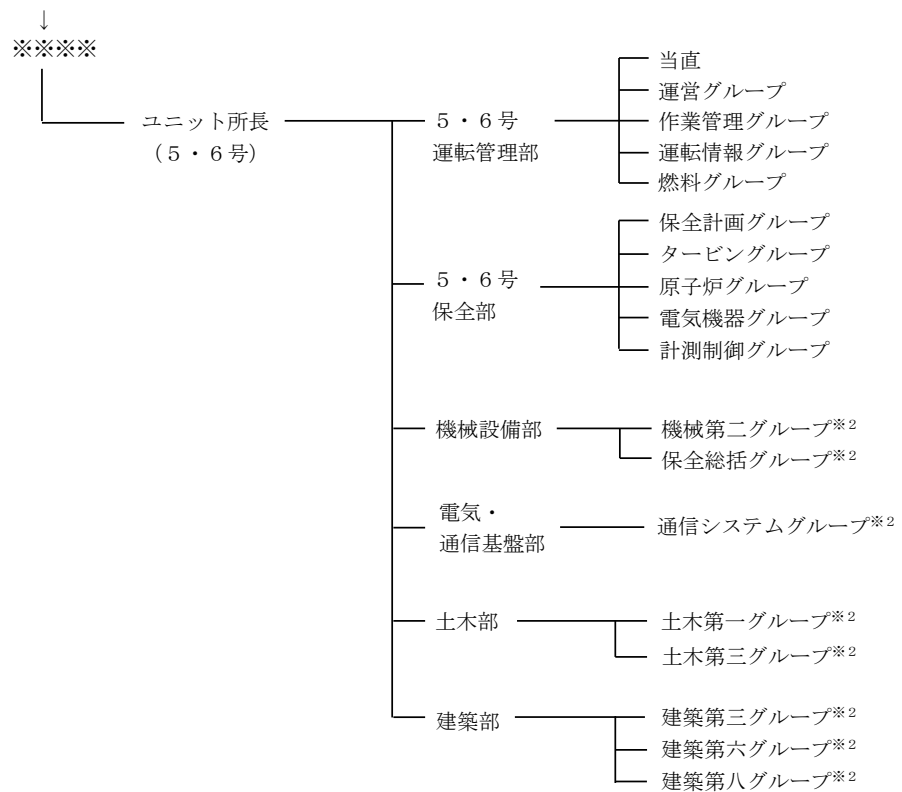 ↓
※※※※
ユニット所長
（５・６号）
５・６号
運転管理部
当直
運営グループ
作業管理グループ
運転情報グループ
燃料グループ
５・６号
保全部
保全計画グループ
タービングループ
原子炉グループ
電気機器グループ
計測制御グループ
機械設備部
機械第二グループ※２
保全総括グループ※２
電気・
通信基盤部
通信システムグループ※２
土木部
土木第一グループ※２
土木第三グループ※２
建築部
建築第三グループ※２
建築第六グループ※２
建築第八グループ※２